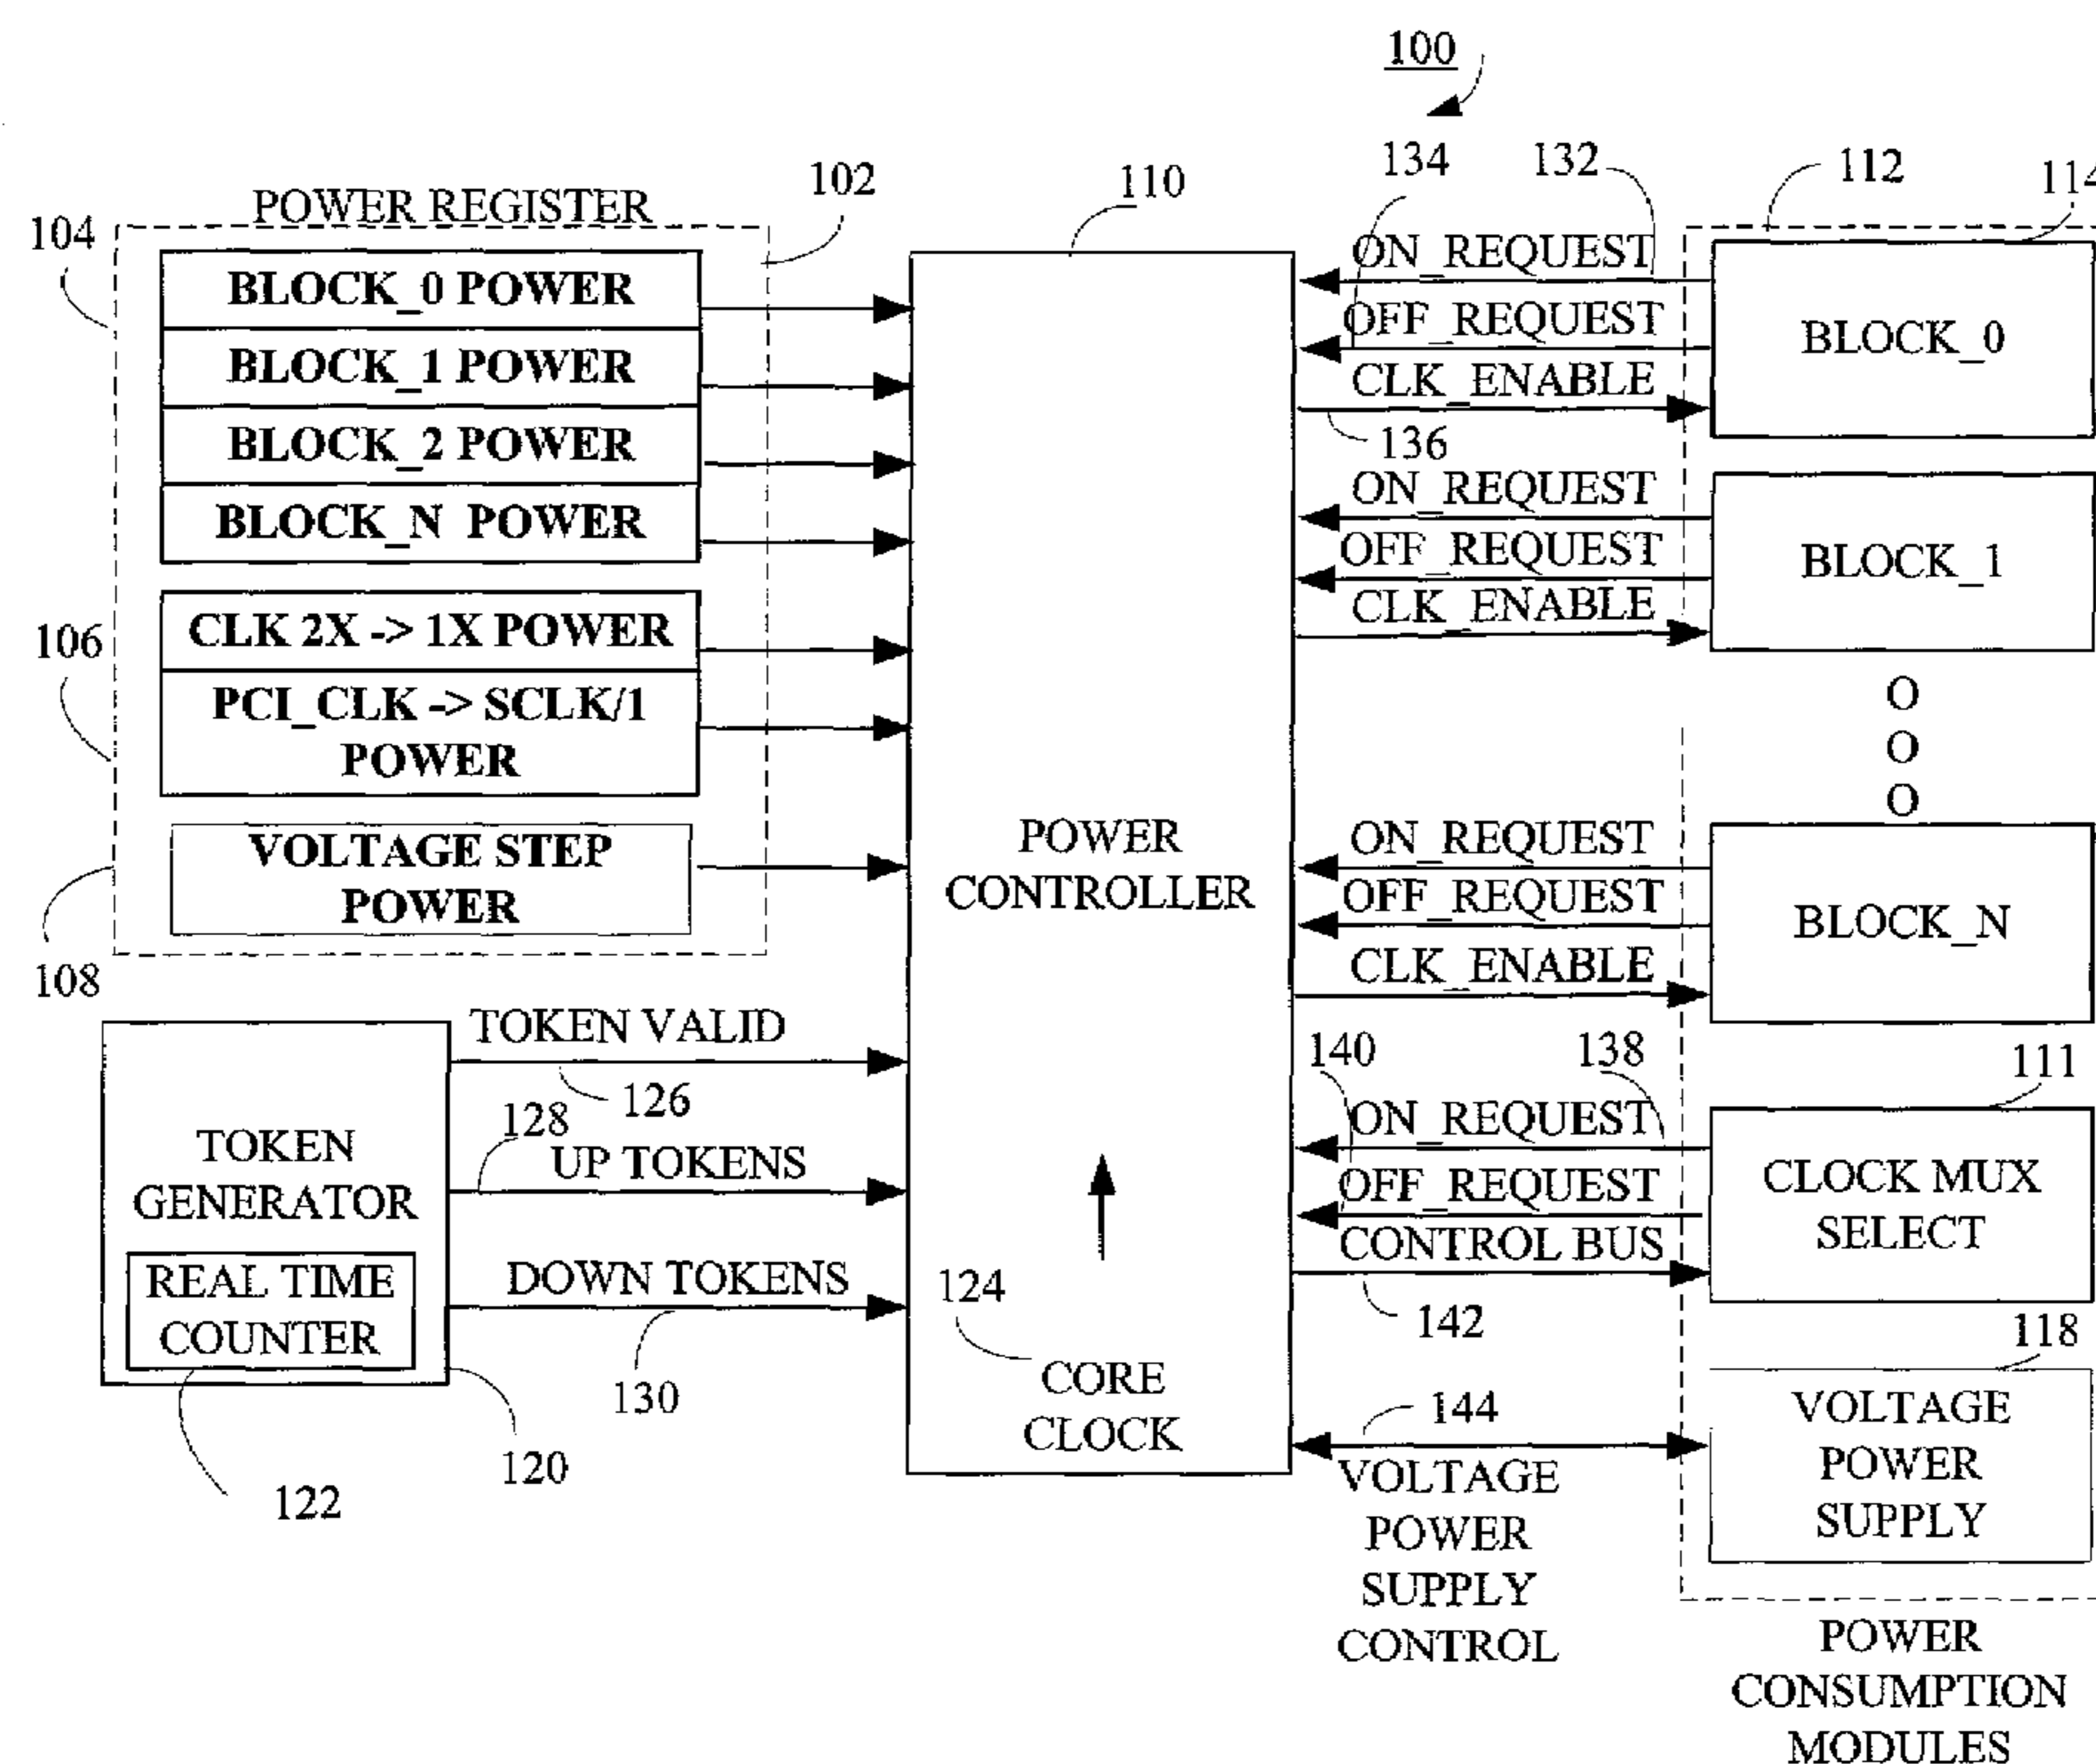 100
134
132
112
114
102
110
104
POWER REGISTER
BLOCK_0 POWER
BLOCK_1 POWER
BLOCK_2 POWER
BLOCK_N POWER
106
CLK 2X -> 1X POWER
PCI_CLK -> SCLK/1
POWER
VOLTAGE STEP
POWER
108
TOKEN VALID
126
128
UP TOKENS
DOWN TOKENS
130
TOKEN
GENERATOR
REAL TIME
COUNTER
120
122
POWER
CONTROLLER
124
CORE
CLOCK
ON_REQUEST
OFF_REQUEST
CLK_ENABLE
136
BLOCK_0
ON_REQUEST
OFF_REQUEST
CLK_ENABLE
BLOCK_1
O
O
O
ON_REQUEST
OFF_REQUEST
CLK_ENABLE
BLOCK_N
140
138
111
ON_REQUEST
OFF_REQUEST
CONTROL BUS
142
CLOCK MUX
SELECT
118
144
VOLTAGE
POWER
SUPPLY
CONTROL
VOLTAGE
POWER
SUPPLY
POWER
CONSUMPTION
MODULES